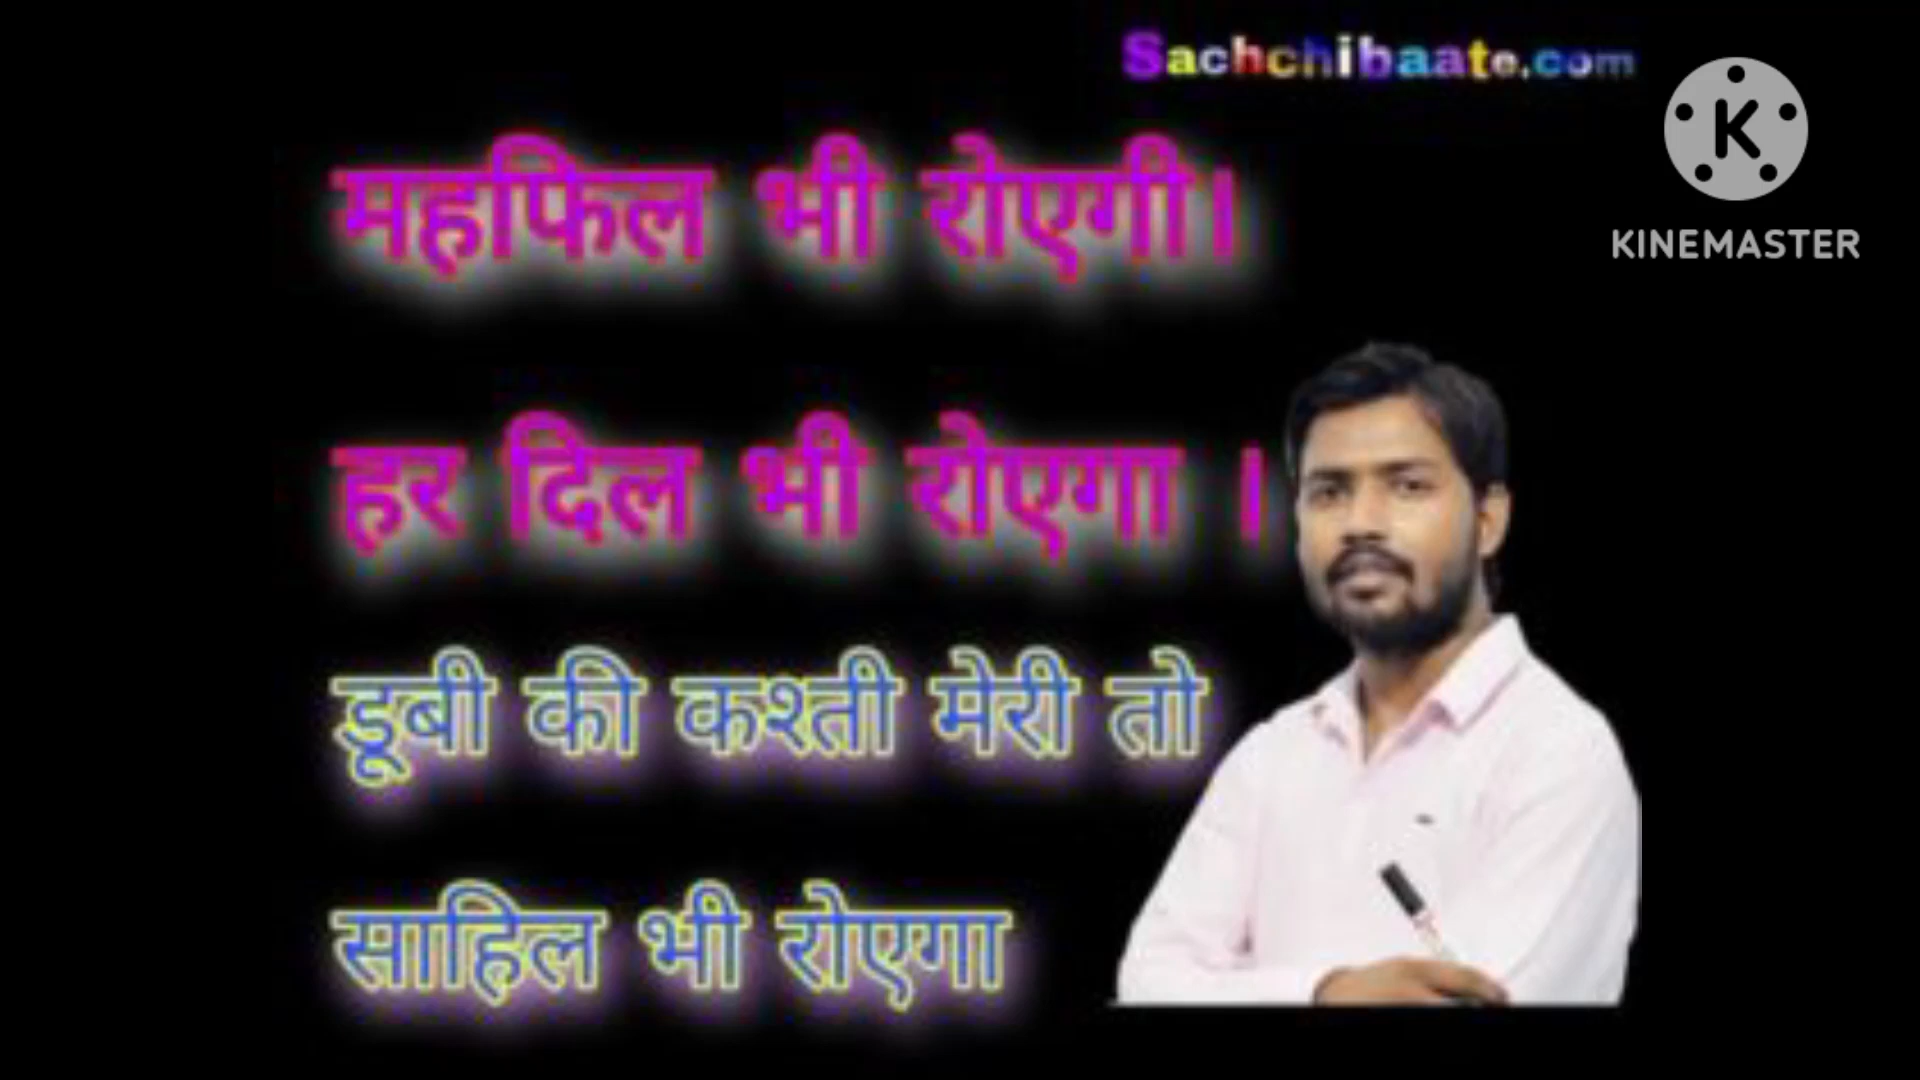 Sachchibaate.com
KINEMASTER
महफिल भी रोएगी।
हर दिल भी रोएगा ।
डूबी की कश्ती मेरी तो
साहिल भी रोएगा